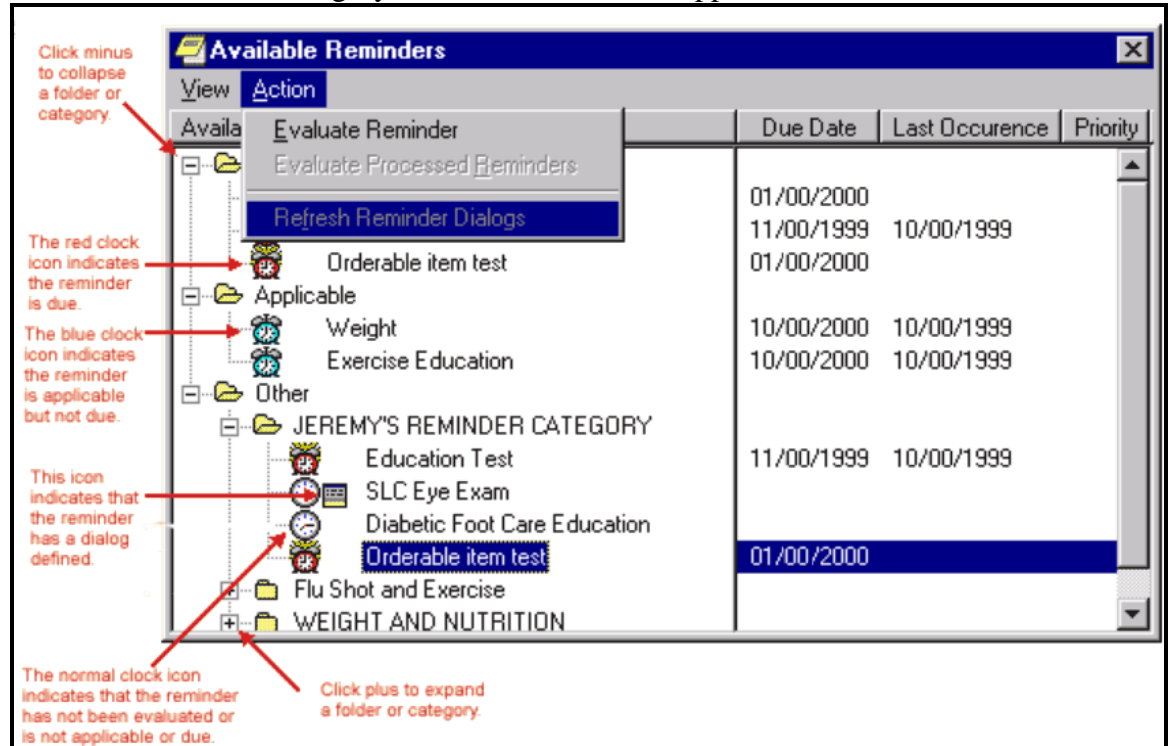 Click minus
to collapse
a folder or
category.
Available Reminders
View Action
Availa Due Date Last Occurence Priority
Evaluate Reminder
Evaluate Processed Reminders
Refresh Reminder Dialogs
01/00/2000
11/00/1999 10/00/1999
Orderable item test 01/00/2000
The red clock
icon indicates
the reminder
is due.
Applicable
Weight 10/00/2000 10/00/1999
Exercise Education 10/00/2000 10/00/1999
The blue clock
icon indicates
the reminder
is applicable
but not due.
Other
JEREMY'S REMINDER CATEGORY
Education Test 11/00/1999 10/00/1999
SLC Eye Exam
Diabetic Foot Care Education
Orderable item test 01/00/2000
This icon
indicates that
the reminder
has a dialog
defined.
Flu Shot and Exercise
WEIGHT AND NUTRITION
The normal clock icon
indicates that the reminder
has not been evaluated or
is not applicable or due.
Click plus to expand
a folder or category.